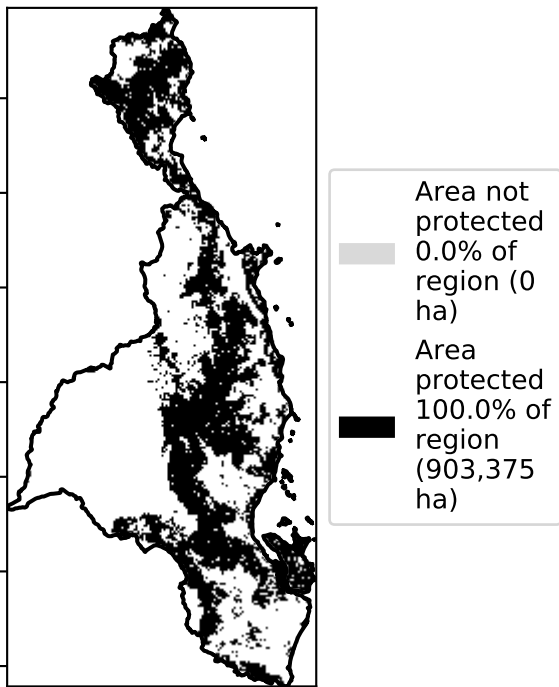 Area not
protected
0.0% of
region (0
ha)
Area
protected
100.0% of
region
(903,375
ha)